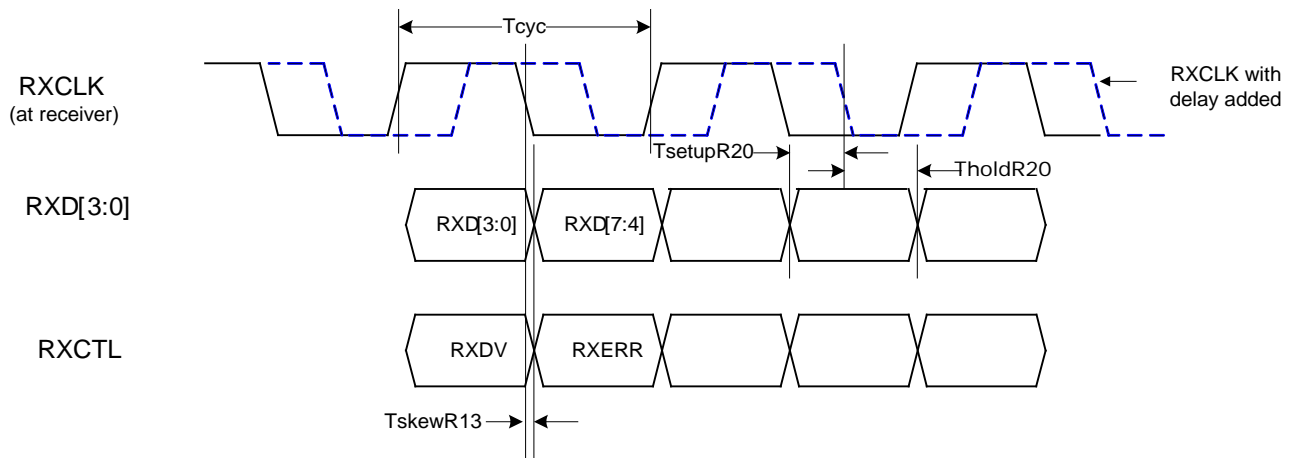 Tcyc
RXCLK
(at receiver)
RXCLK with
delay added
TsetupR20
TholdR20
RXD[3:0]
RXD[3:0]
RXD[7:4]
RXCTL
RXDV
RXERR
TskewR13